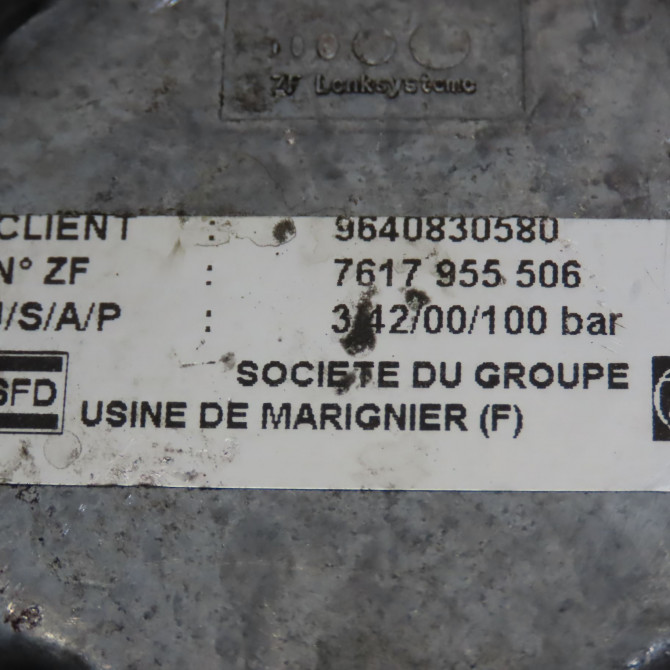 ZF Lenksysteme
CLIENT : 9640830580
N° ZF : 7617 955 506
J/S/A/P : 3/42/00/100 bar
SFD
SOCIETE DU GROUPE
USINE DE MARIGNIER (F)